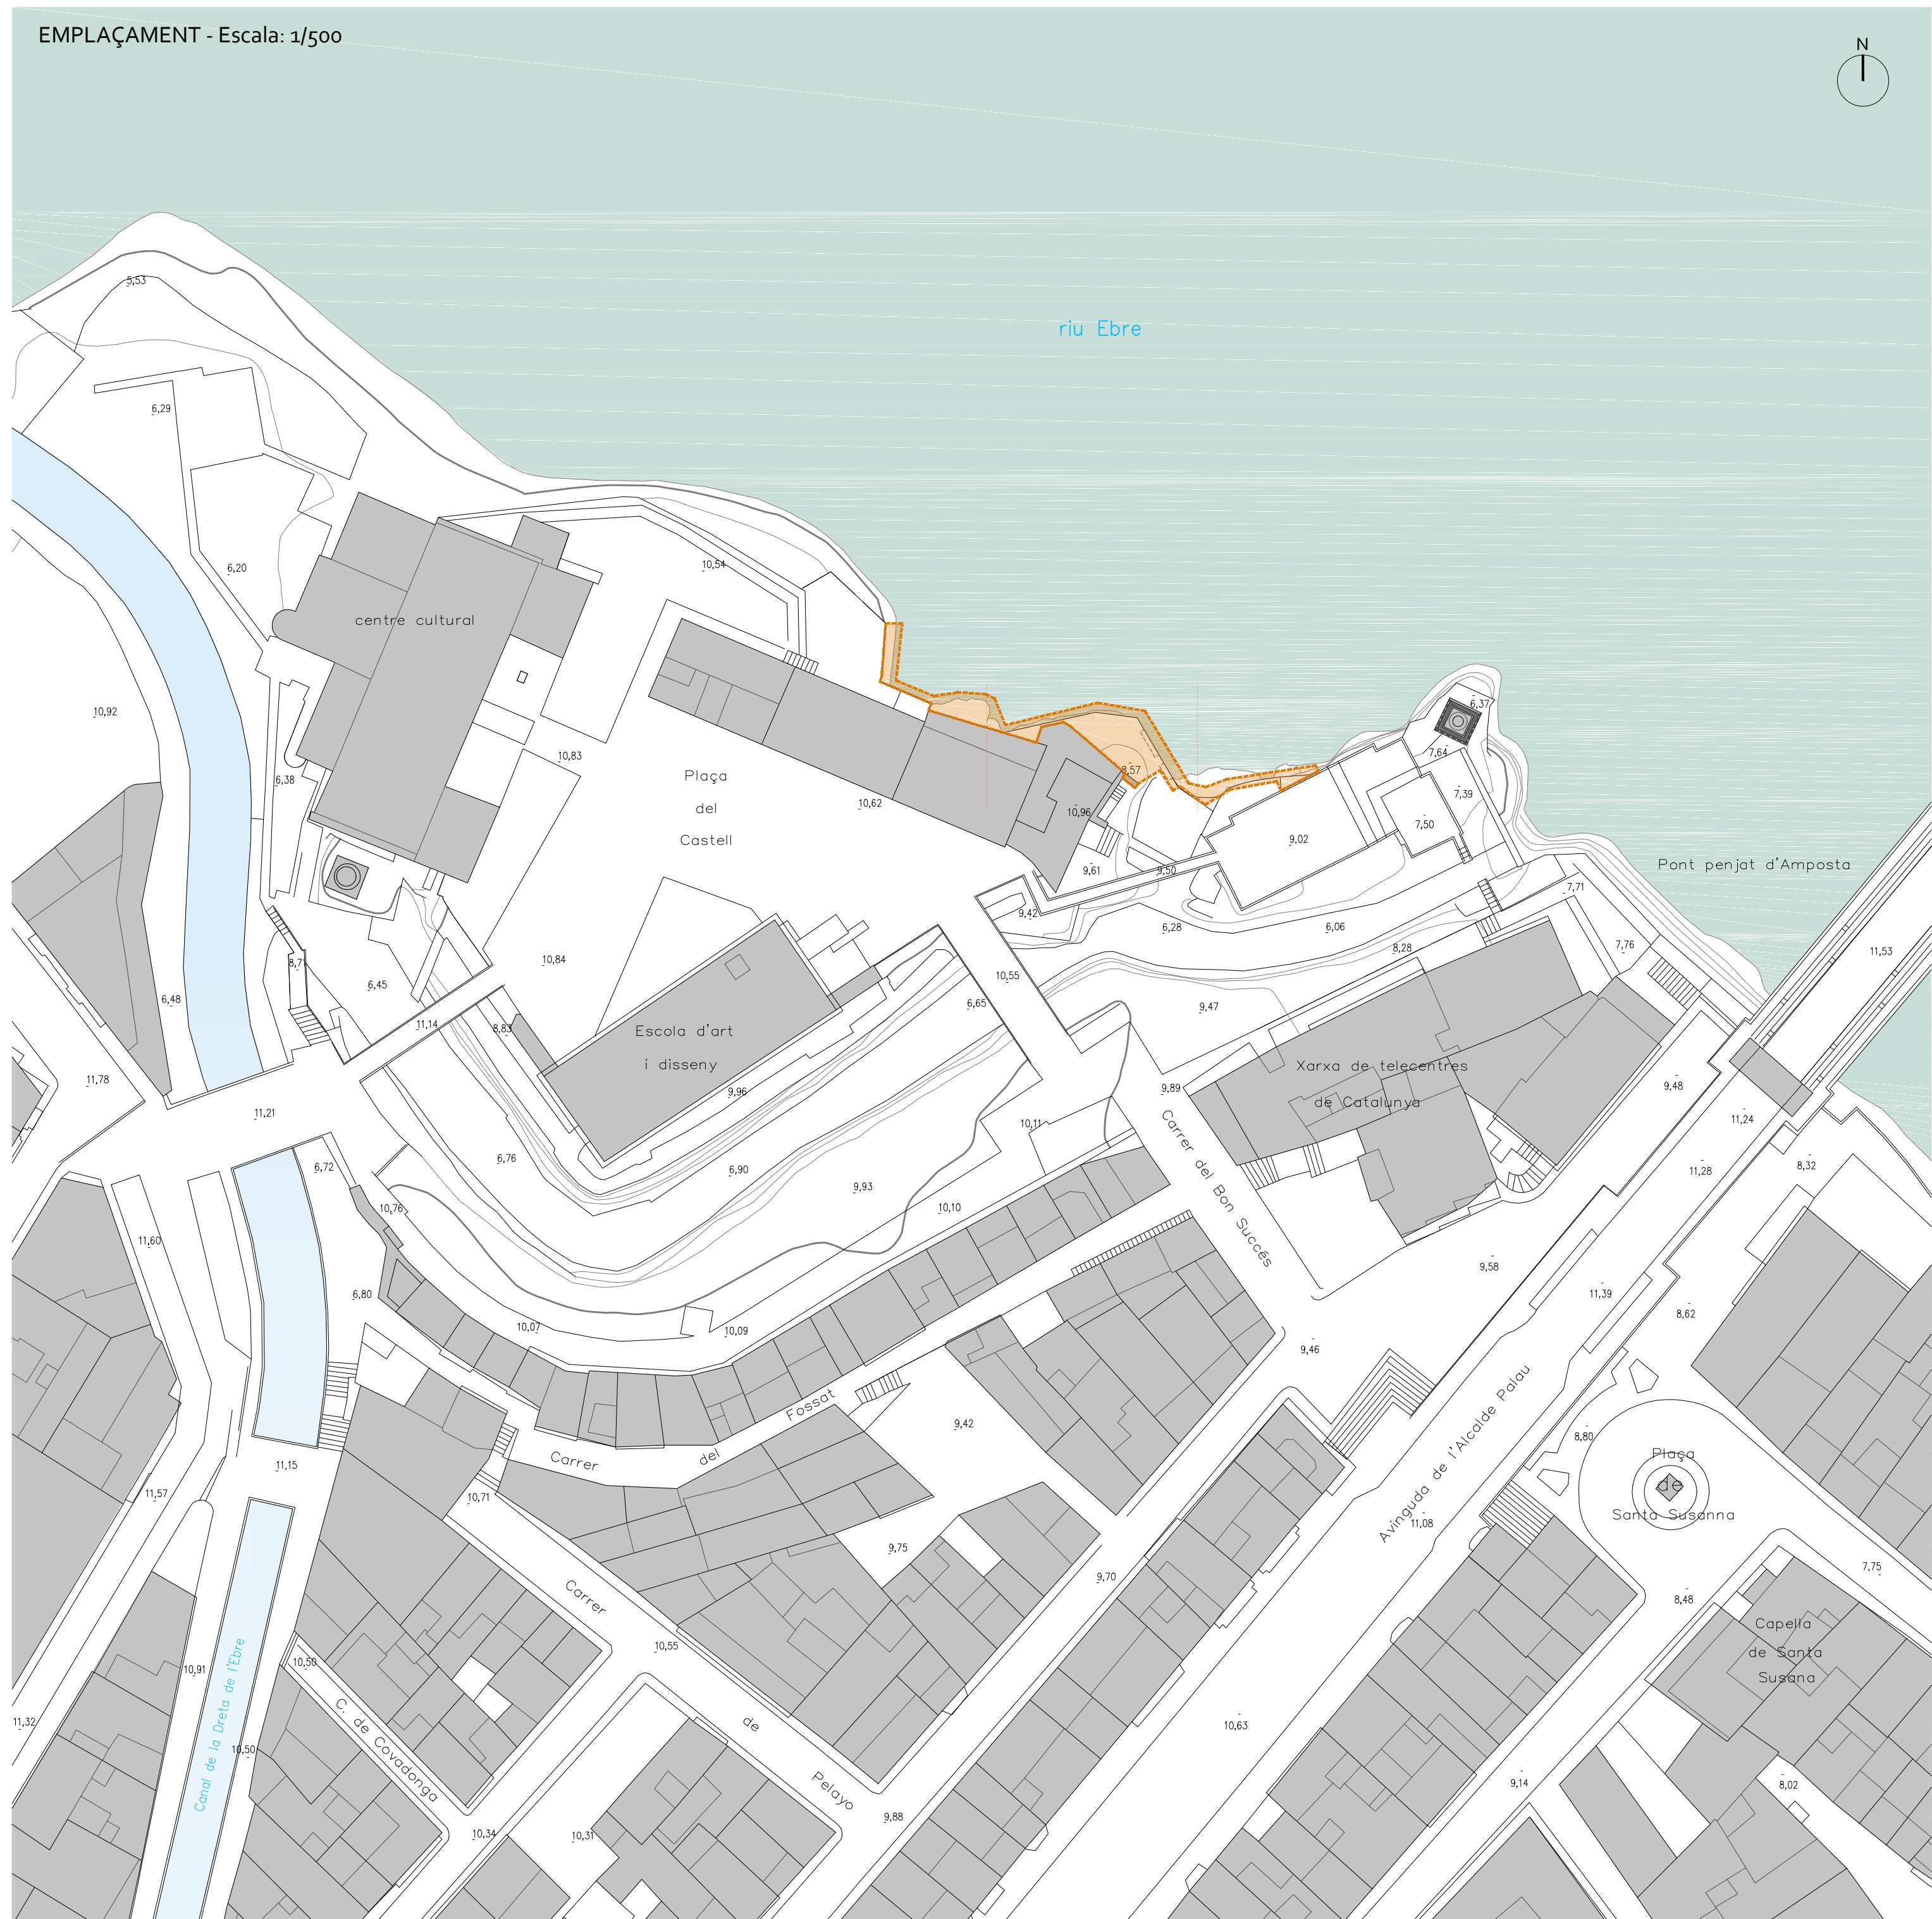 EMPLAÇAMENT - Escala: 1/500
N
5,53
riu Ebre
6,29
10,54
6,20
centre cultural
6,37
10,92
7,64
10,83
8,57
Plaça
6,38
7,39
del
10,62
10,96
7,50
Castell
9,02
Pont penjat d'Amposta
9,61
9,50
7,71
9,42
6,28
6,06
8,28
7,76
11,53
10,84
8,71
10,55
6,45
6,48
6,65
9,47
11,14
8,83
Escola d'art
i disseny
Xarxa de telecentres
de Catalunya
11,78
9,96
9,89
9,48
11,21
11,24
10,11
Carrer del Bon Succés
6,76
6,72
6,90
9,93
11,28
8,32
10,76
10,10
11,60
9,58
6,80
11,39
8,62
10,07
10,09
9,46
Carrer
del
Fossat
9,42
Avinguda de l'Alcalde Palau
8,80
Plaça
de
Santa Susanna
11,15
11,57
10,71
11,08
9,75
9,70
7,75
8,48
Carrer
de
Pelayo
Capella
de Santa
Susana
10,55
10,50
10,91
Canal de la Dreta de l'Ebre
C. de Covadonga
11,32
10,50
10,63
9,14
8,02
9,88
10,34
10,31